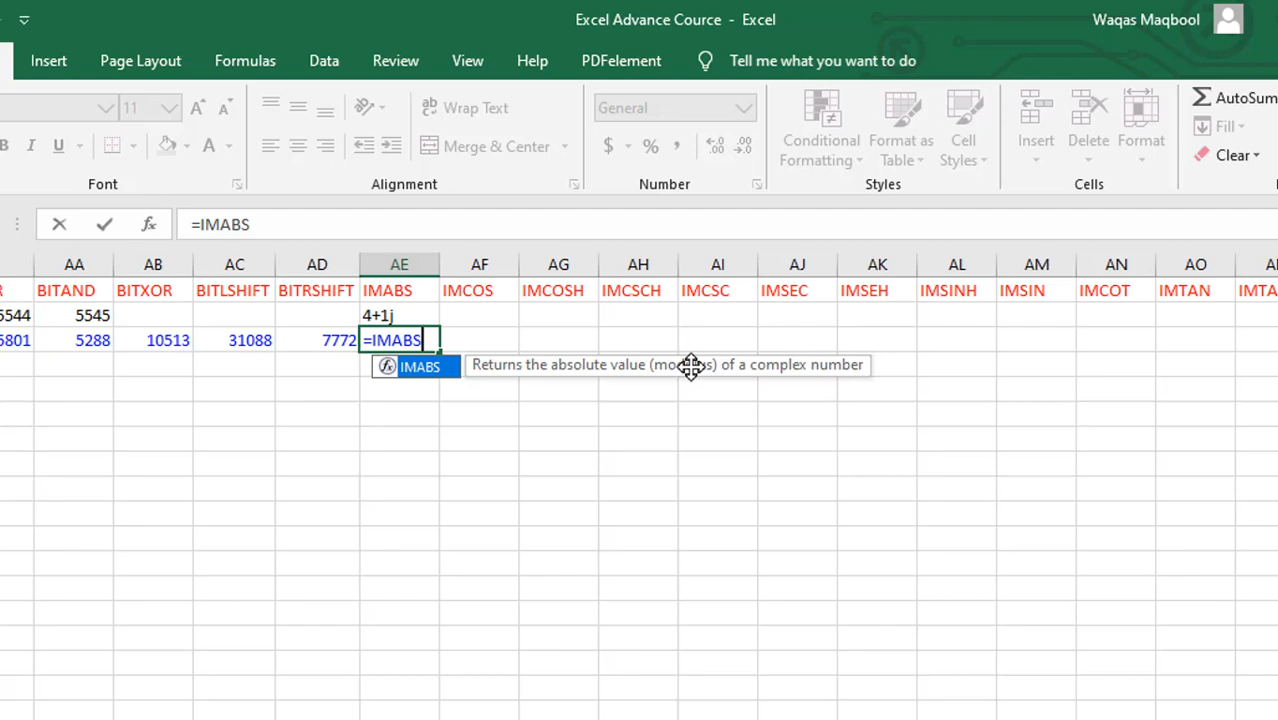 Excel Advance Cource - Excel
Waqas Maqbool
Insert Page Layout Formulas Data Review View Help PDFelement Tell me what you want to do
11 Wrap Text General Conditional Formatting Format as Table Cell Styles Insert Delete Format AutoSum
Fill
B I U A Merge & Center $ % , Clear
Font Alignment Number Styles Cells
fx =IMABS
AA AB AC AD AE AF AG AH AI AJ AK AL AM AN AO
R BITAND BITXOR BITLSHIFT BITRSHIFT IMABS IMCOS IMCOSH IMCSCH IMCSC IMSEC IMSEH IMSINH IMSIN IMCOT IMTAN IMTA
5544 5545 4+1j
5801 5288 10513 31088 7772 =IMABS
IMABS Returns the absolute value (modulus) of a complex number